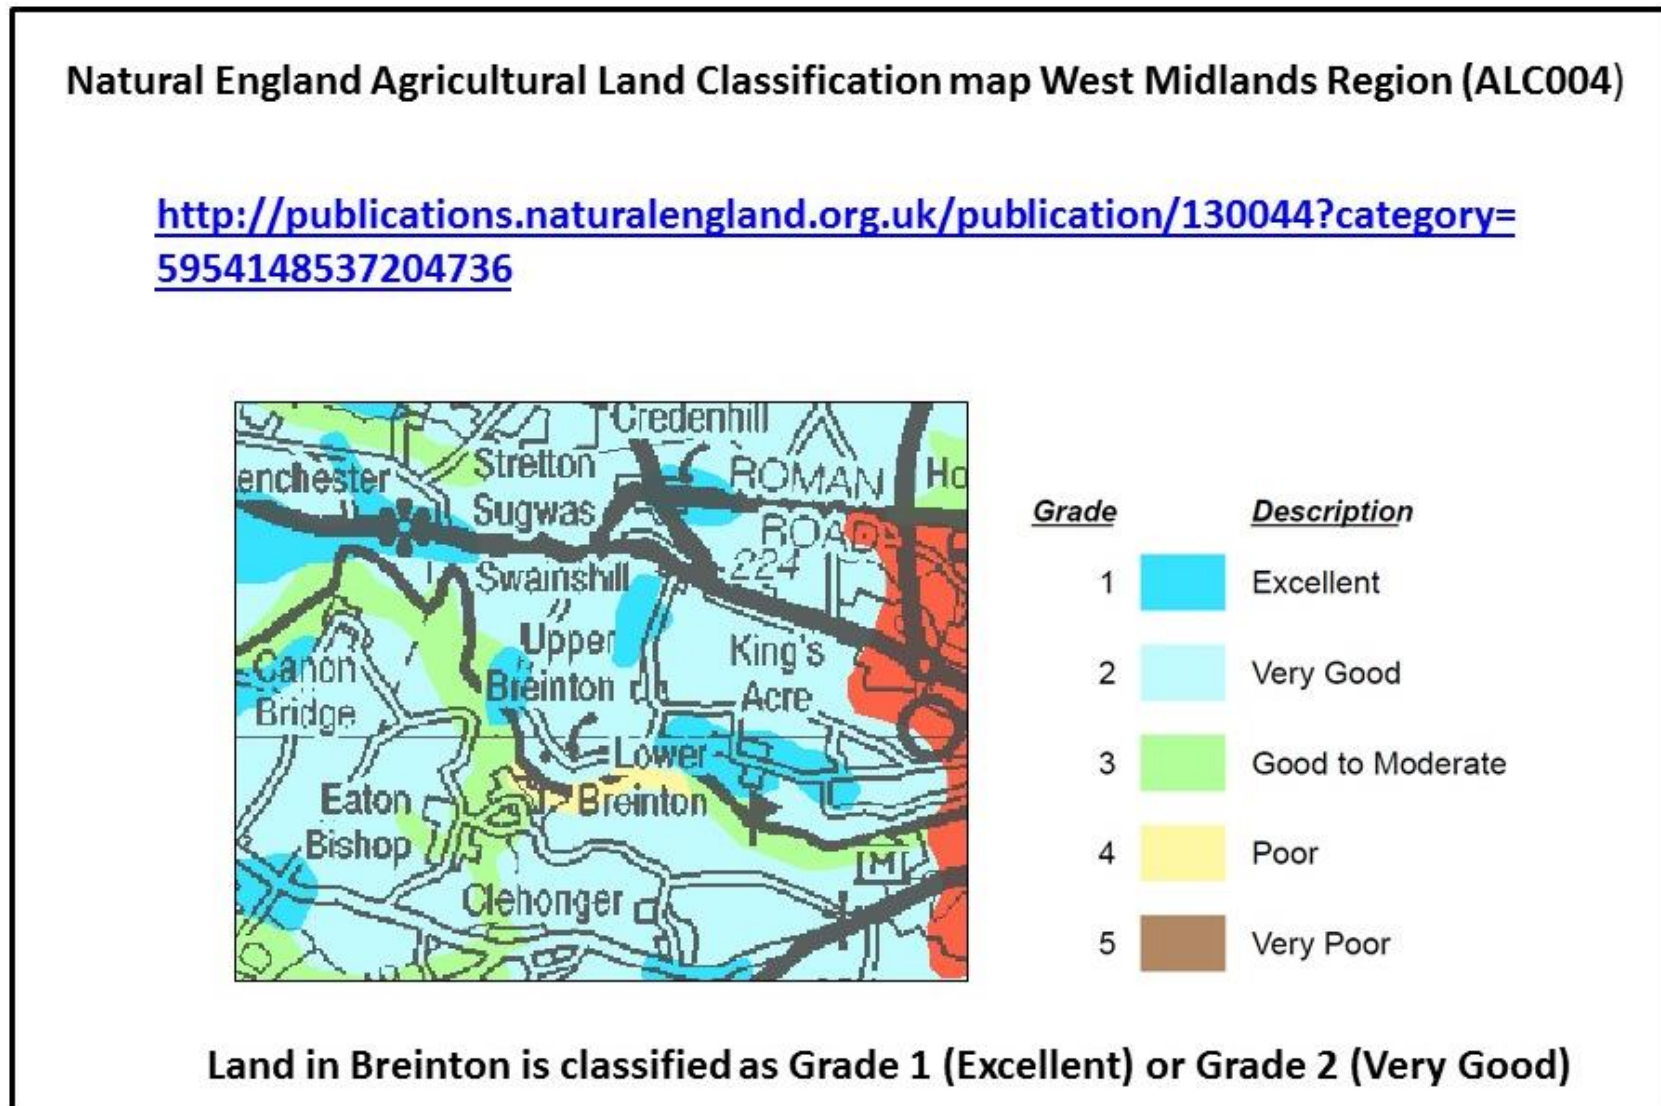 Natural England Agricultural Land Classification map West Midlands Region (ALC004)
http://publications.naturalengland.org.uk/publication/130044?category=
5954148537204736
Credenhill
Stretton
ROMAN
Ho
enchester
Sugwas
ROAD
224
Swainshill
Upper
King's
Canon
Breinton
Acre
Bridge
Lower
Eaton
Breinton
Bishop
M
Clehonger
Grade Description
1 Excellent
2 Very Good
3 Good to Moderate
4 Poor
5 Very Poor
Land in Breinton is classified as Grade 1 (Excellent) or Grade 2 (Very Good)